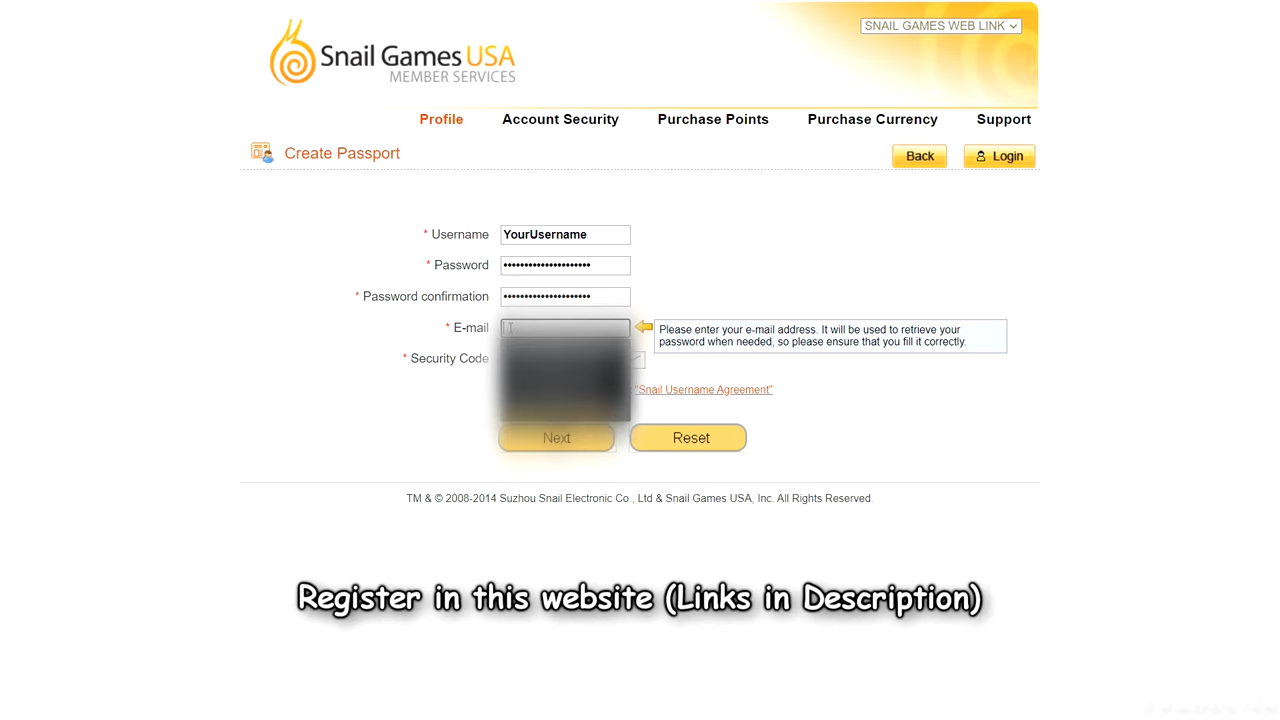 SNAIL GAMES WEB LINK
Snail Games USA
MEMBER SERVICES
Profile Account Security Purchase Points Purchase Currency Support
Create Passport
Back Login
* Username YourUsername
* Password
* Password confirmation
* E-mail
Please enter your e-mail address. It will be used to retrieve your
password when needed, so please ensure that you fill it correctly.
* Security Code
"Snail Username Agreement"
Next Reset
TM & © 2008-2014 Suzhou Snail Electronic Co., Ltd & Snail Games USA, Inc. All Rights Reserved.
Register in this website (Links in Description)